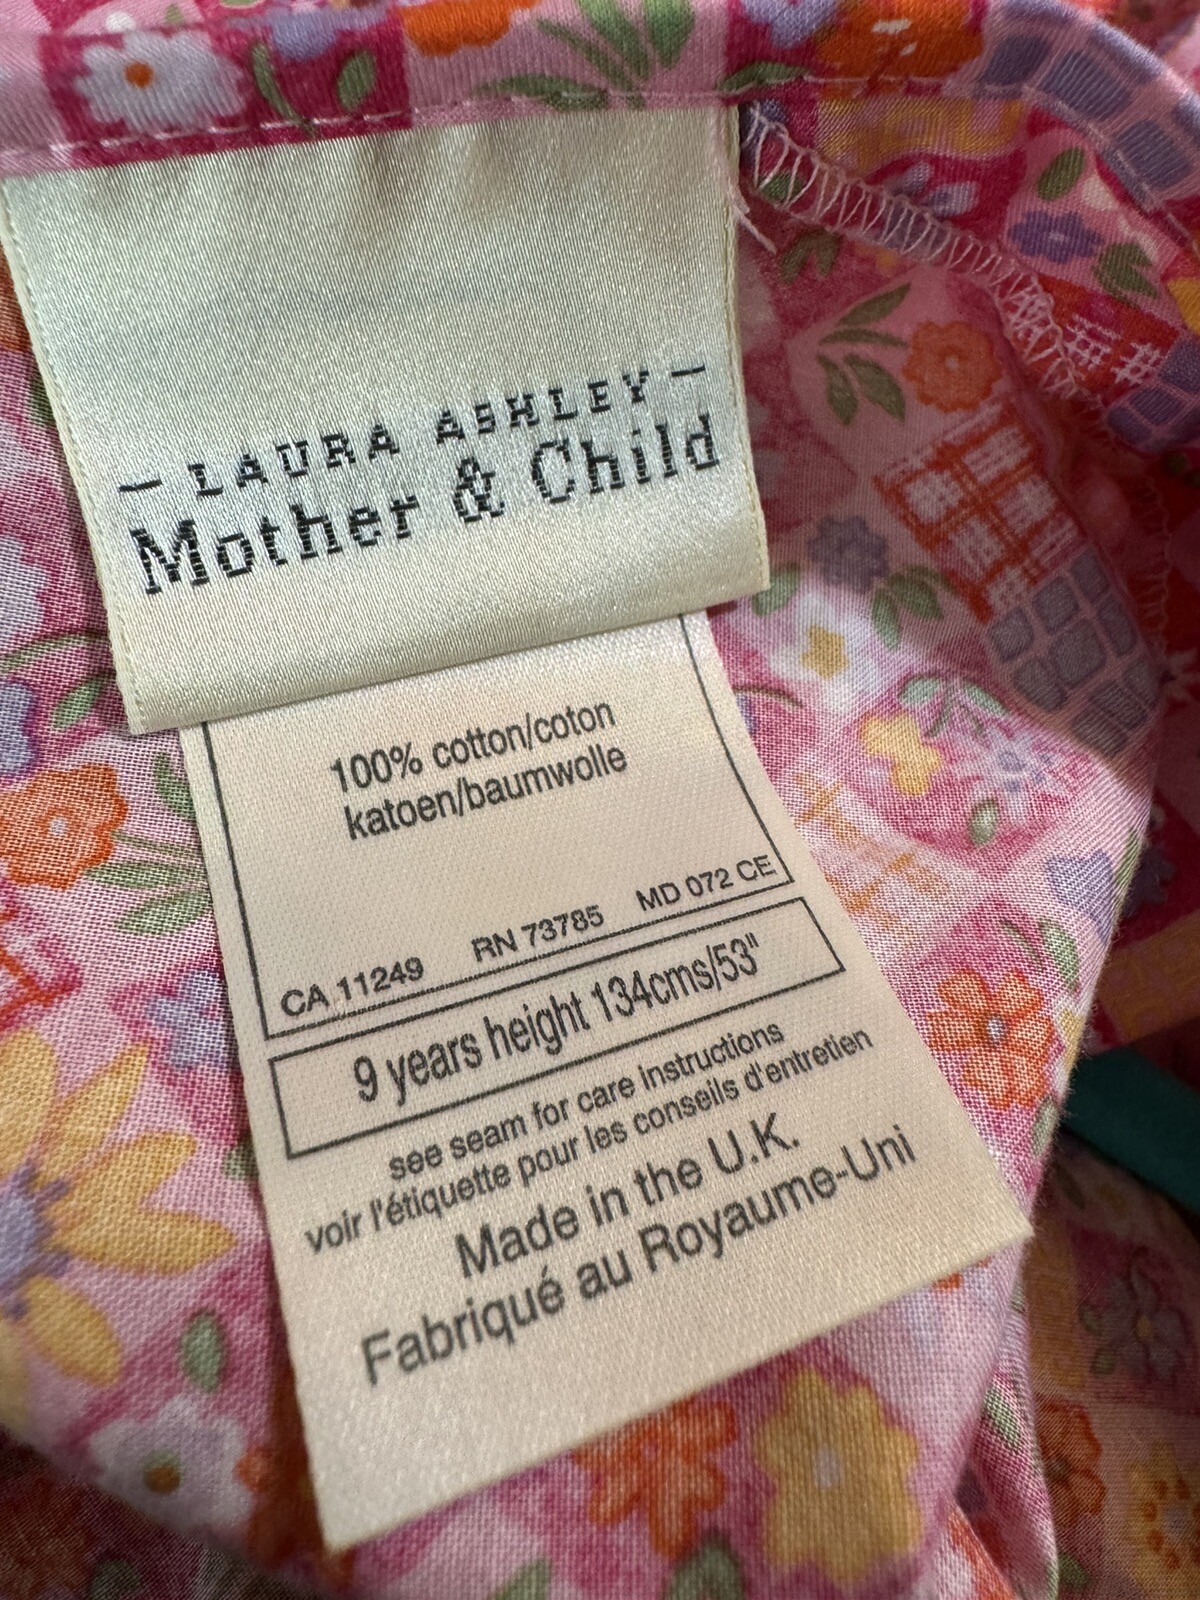 — LAURA ASHLEY —
Mother & Child
100% cotton/coton
katoen/baumwolle
CA 11249 RN 73785 MD 072 CE
9 years height 134cms/53"
see seam for care instructions
voir l'étiquette pour les conseils d'entretien
Made in the U.K.
Fabriqué au Royaume-Uni